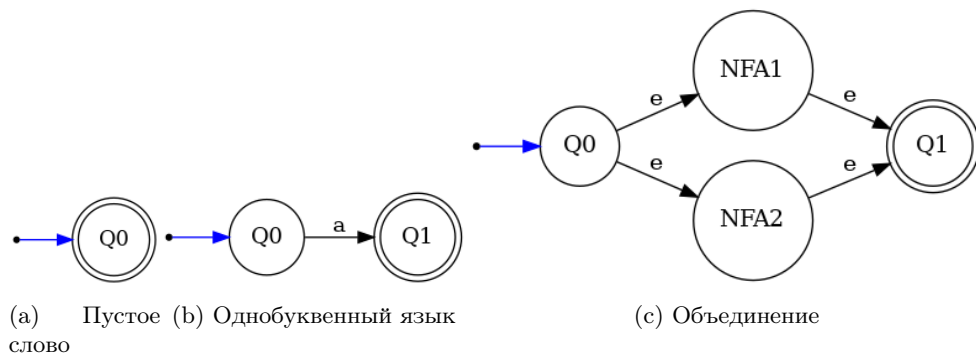 NFA1
e
e
Q0
Q1
e
e
NFA2
Q0
Q0
a
Q1
(a) Пустое
слово
(b) Однобуквенный язык
(c) Объединение